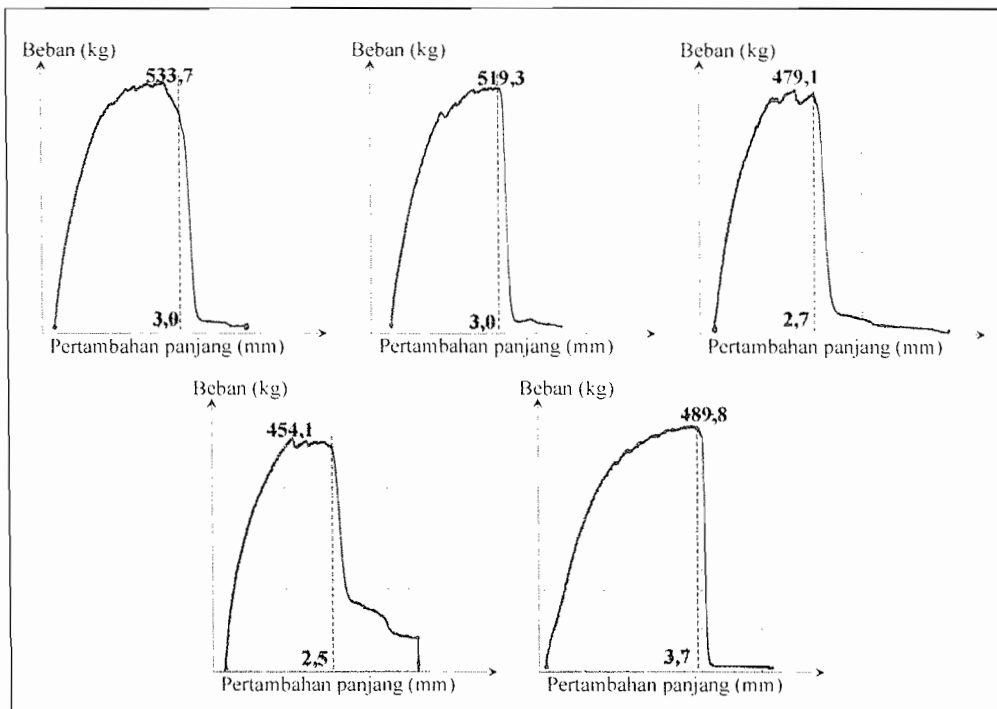 Beban (kg)
533,7
3,0
Pertambahan panjang (mm)
Beban (kg)
519,3
3,0
Pertambahan panjang (mm)
Beban (kg)
479,1
2,7
Pertambahan panjang (mm)
Beban (kg)
454,1
2,5
Pertambahan panjang (mm)
Beban (kg)
489,8
3,7
Pertambahan panjang (mm)